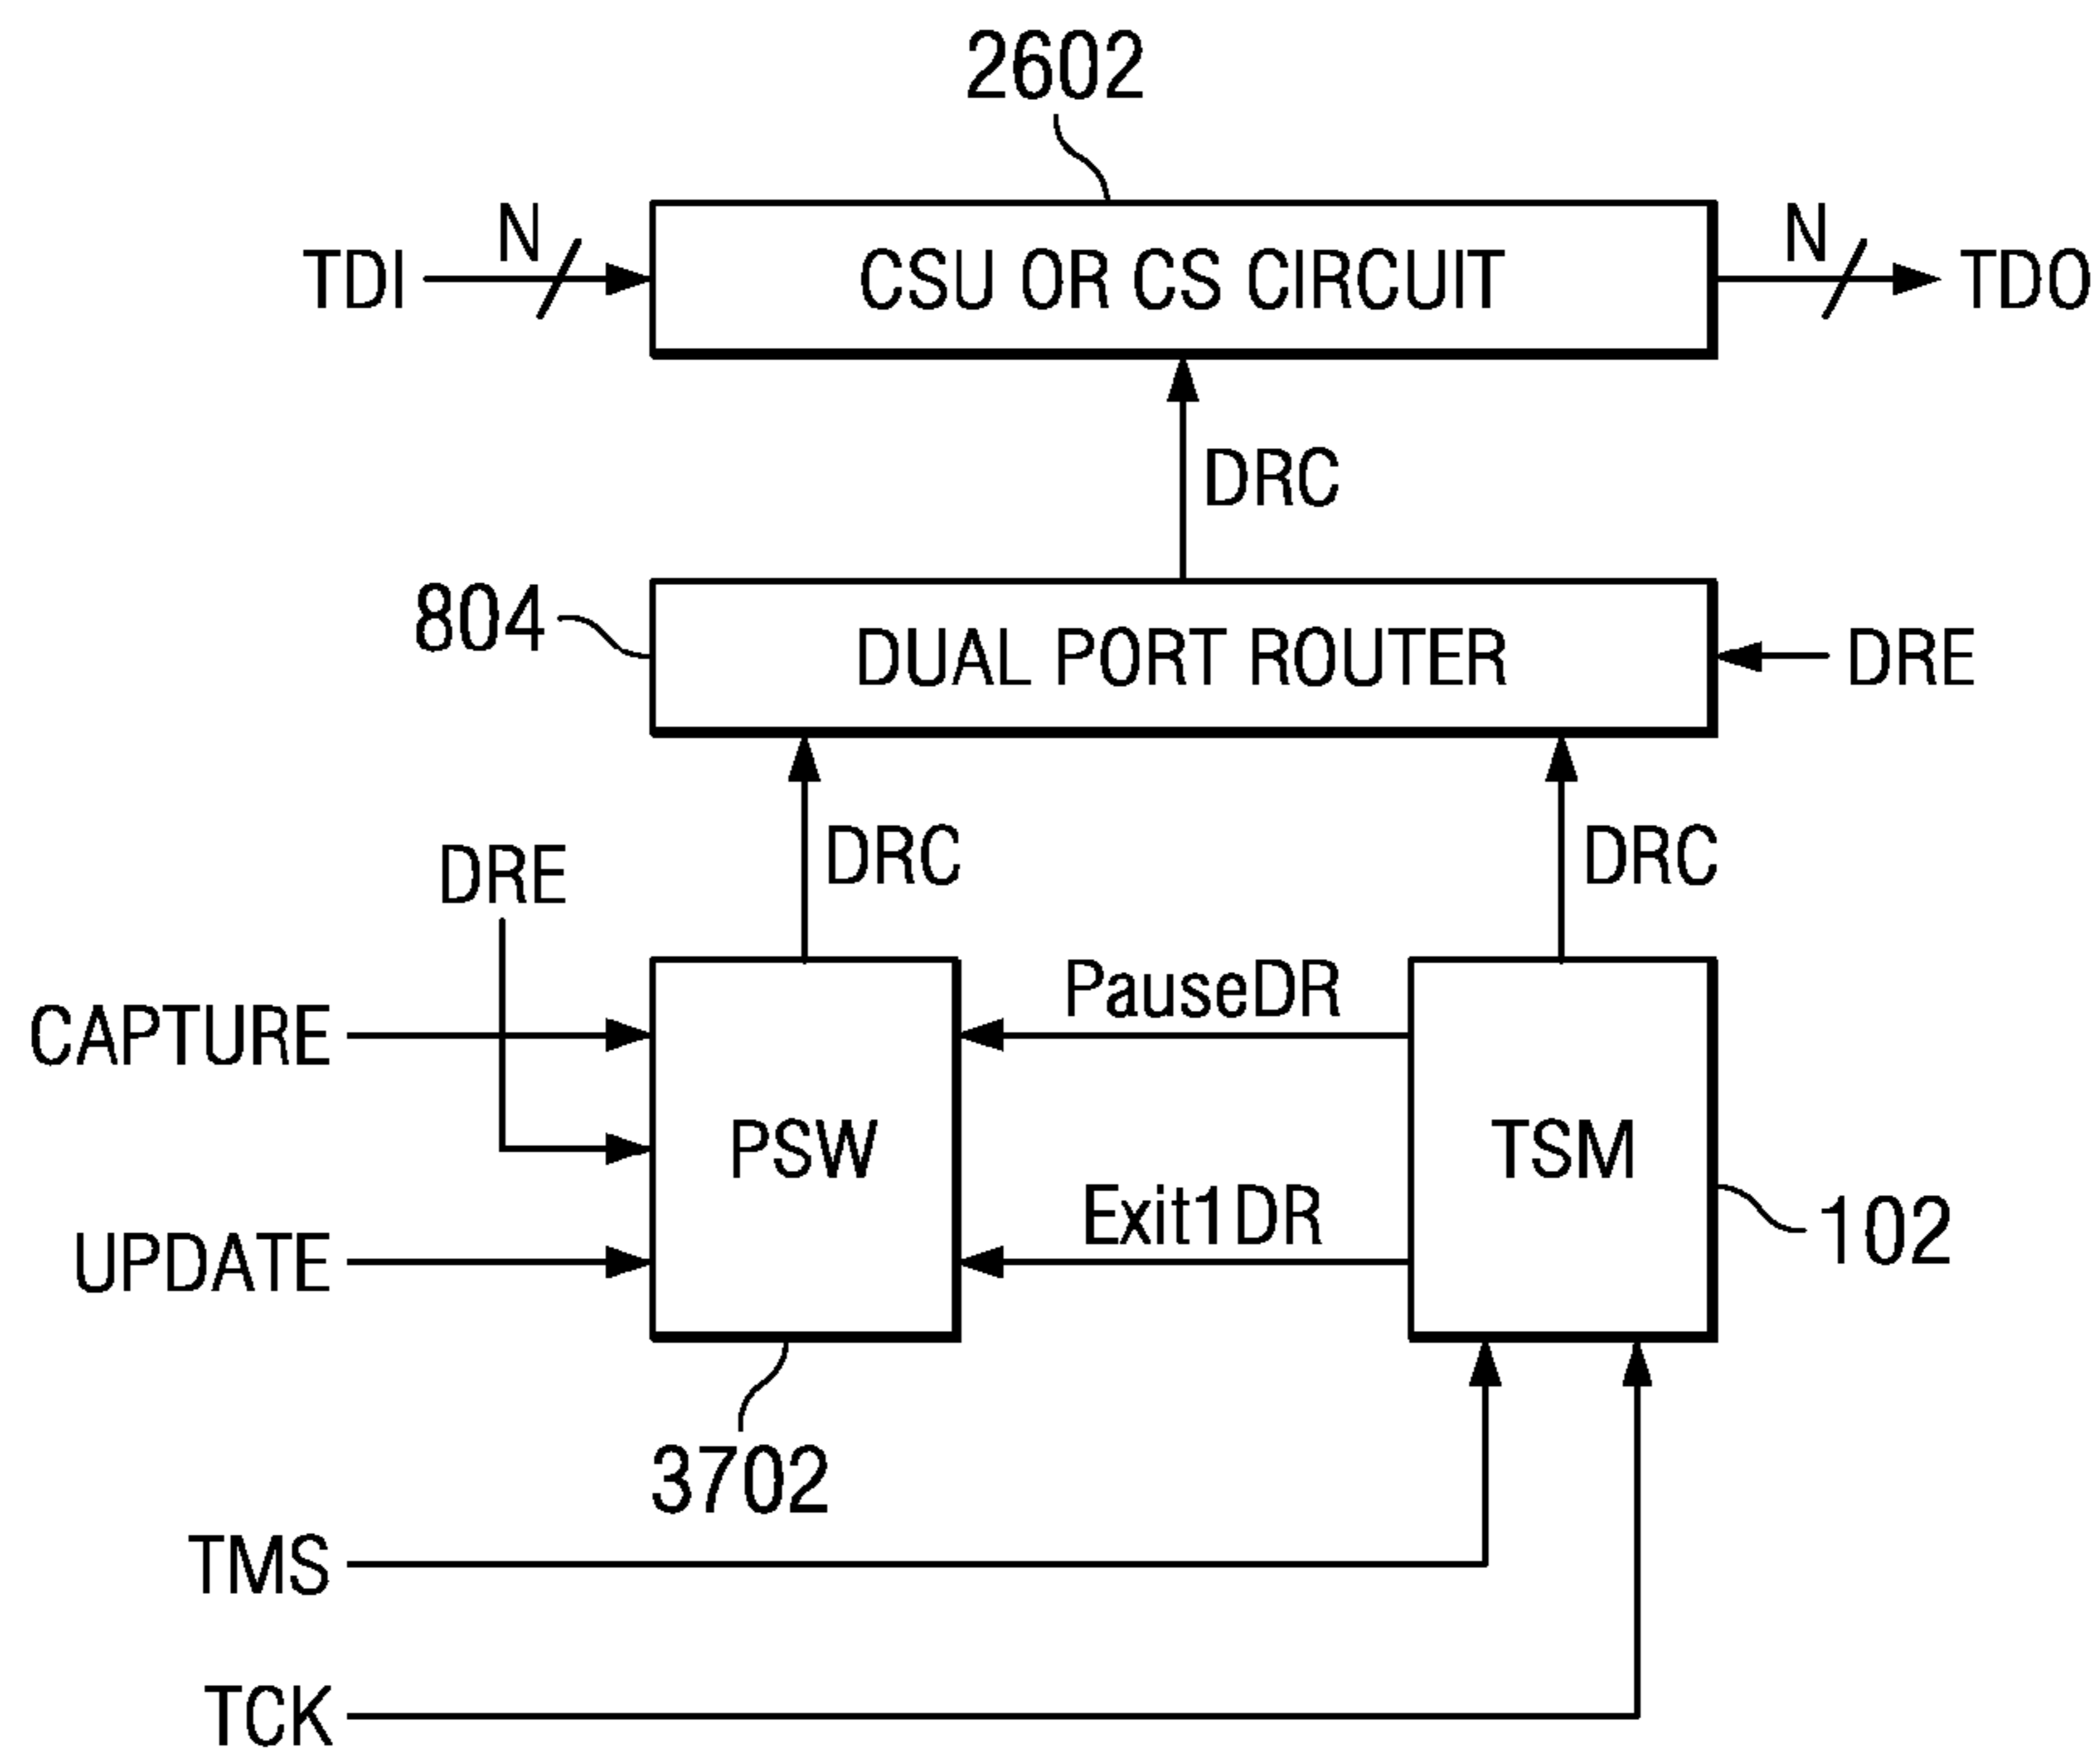 2602
N
N
TDI
CSU OR CS CIRCUIT
TDO
DRC
804
DUAL PORT ROUTER
DRE
DRC
DRC
DRE
PauseDR
CAPTURE
PSW
TSM
Exit1DR
102
UPDATE
3702
TMS
TCK